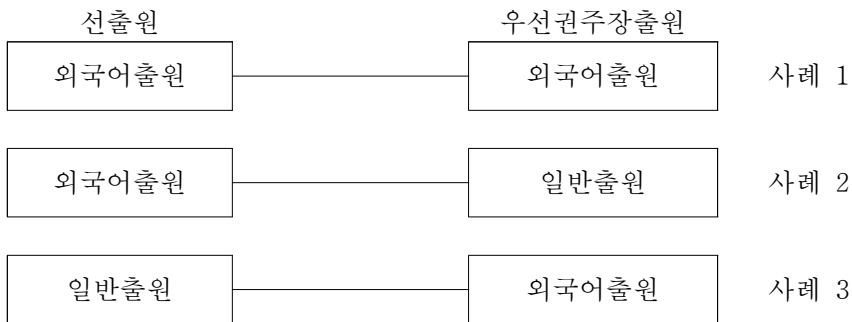 선출원 우선권주장출원
외국어출원 외국어출원 사례 1
외국어출원 일반출원 사례 2
일반출원 외국어출원 사례 3